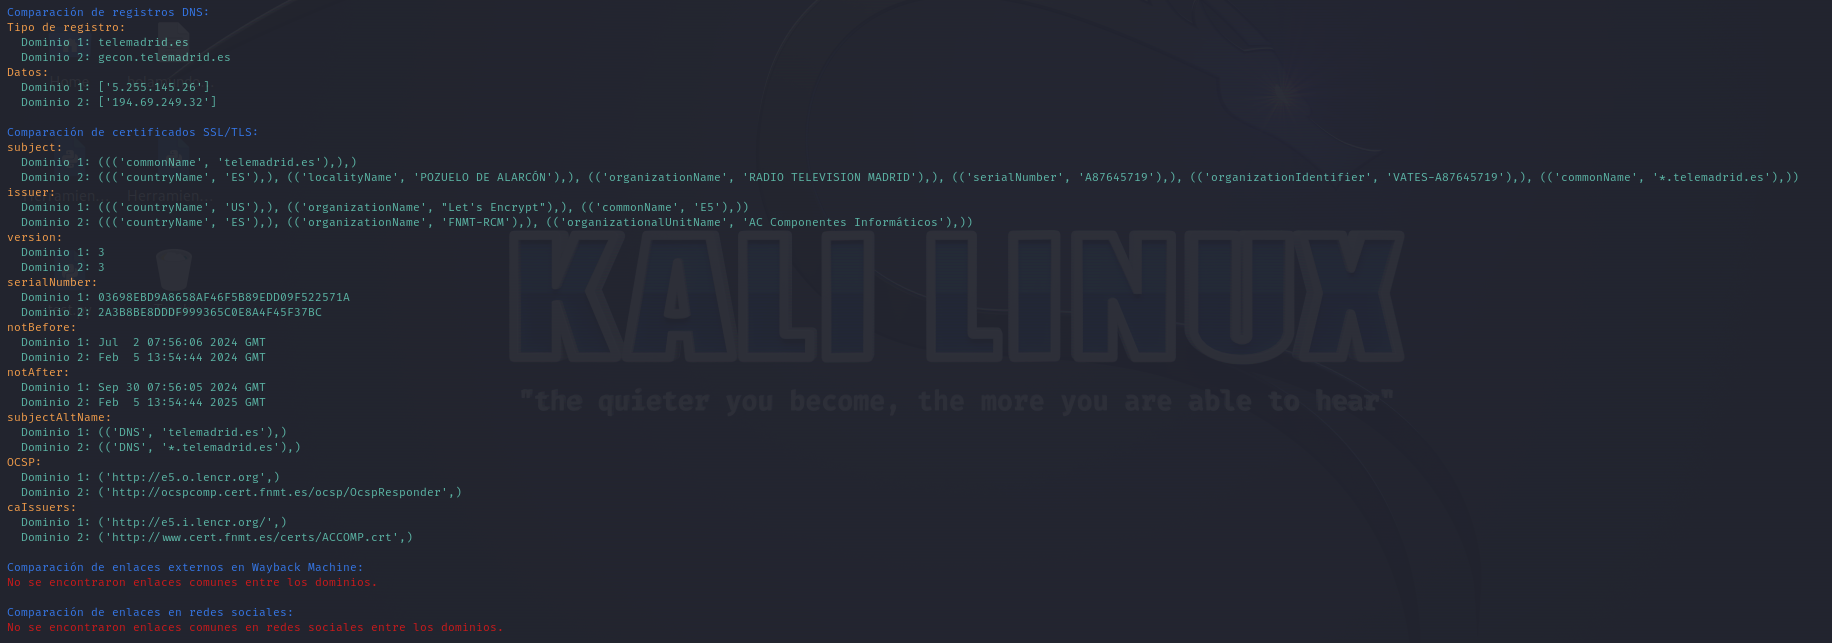 Comparación de registros DNS:
Tipo de registro:
Dominio 1: telemadrid.es
Dominio 2: gecon.telemadrid.es
Datos:
Dominio 1: ['5.255.145.26']
Dominio 2: ['194.69.249.32']
Comparación de certificados SSL/TLS:
subject:
Dominio 1: ((('commonName', 'telemadrid.es'),),)
Dominio 2: ((('countryName', 'ES'),), (('localityName', 'POZUELO DE ALARCÓN'),), (('organizationName', 'RADIO TELEVISION MADRID'),), (('serialNumber', 'A87645719'),), (('organizationIdentifier', 'VATES-A87645719'),), (('commonName', '*.telemadrid.es'),))
issuer:
Dominio 1: ((('countryName', 'US'),), (('organizationName', "Let's Encrypt"),), (('commonName', 'E5'),))
Dominio 2: ((('countryName', 'ES'),), (('organizationName', 'FNMT-RCM'),), (('organizationalUnitName', 'AC Componentes Informáticos'),))
version:
Dominio 1: 3
Dominio 2: 3
serialNumber:
Dominio 1: 03698EBD9A8658AF46F5B89EDD09F522571A
Dominio 2: 2A3B8BE8DDDF999365C0E8A4F45F37BC
notBefore:
Dominio 1: Jul  2 07:56:06 2024 GMT
Dominio 2: Feb  5 13:54:44 2024 GMT
notAfter:
Dominio 1: Sep 30 07:56:05 2024 GMT
Dominio 2: Feb  5 13:54:44 2025 GMT
subjectAltName:
Dominio 1: (('DNS', 'telemadrid.es'),)
Dominio 2: (('DNS', '*.telemadrid.es'),)
OCSP:
Dominio 1: ('http://e5.o.lencr.org',)
Dominio 2: ('http://ocspcomp.cert.fnmt.es/ocsp/OcspResponder',)
caIssuers:
Dominio 1: ('http://e5.i.lencr.org/',)
Dominio 2: ('http://www.cert.fnmt.es/certs/ACCOMP.crt',)
Comparación de enlaces externos en Wayback Machine:
No se encontraron enlaces comunes entre los dominios.
Comparación de enlaces en redes sociales:
No se encontraron enlaces comunes en redes sociales entre los dominios.
KALI LINUX
"the quieter you become, the more you are able to hear"
Herramien